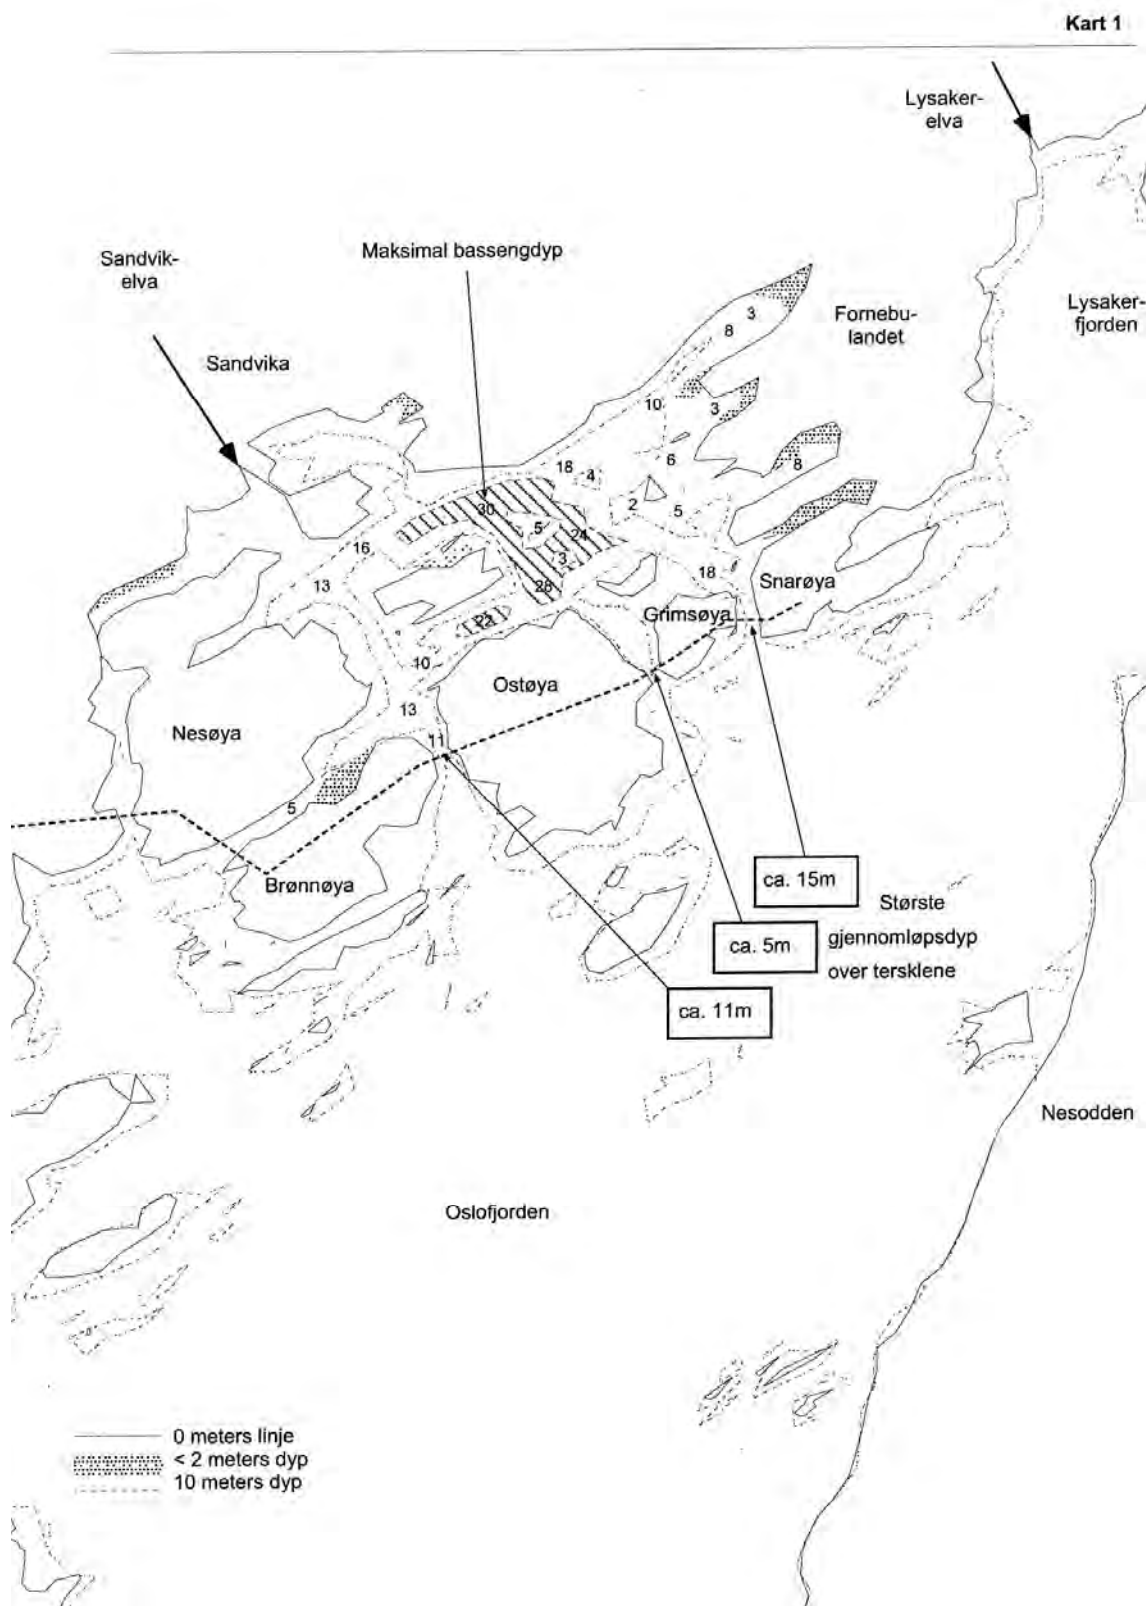 Kart 1
Lysaker-
elva
Sandvik-
elva
Maksimal bassengdyp
Fornebu-
landet
Lysaker-
fjorden
Sandvika
3
8
10
3
18
4
6
8
30
2
5
5
24
16
3
18
13
28
Snarøya
22
Grimsøya
10
Ostøya
13
Nesøya
11
5
Brønnøya
ca. 15m
Største
gjennomløpsdyp
over tersklene
ca. 5m
ca. 11m
Nesodden
Oslofjorden
0 meters linje
< 2 meters dyp
10 meters dyp